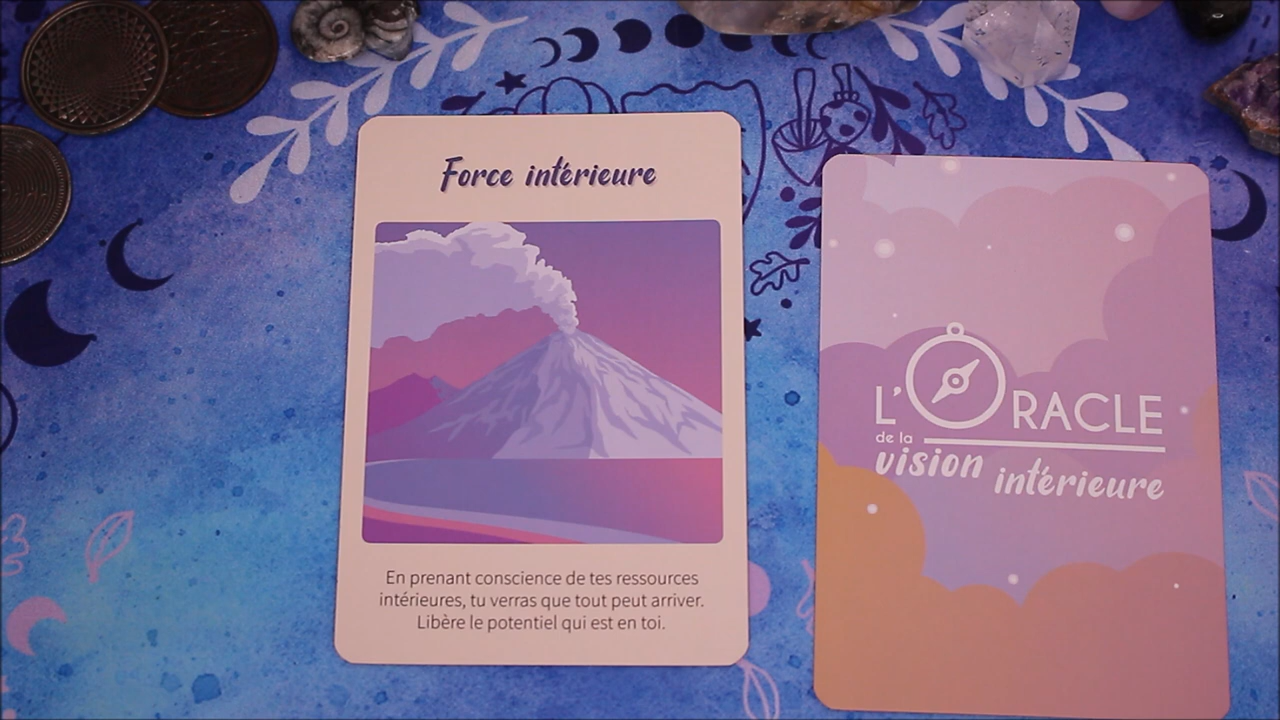 Force intérieure
En prenant conscience de tes ressources
intérieures, tu verras que tout peut arriver.
Libère le potentiel qui est en toi.
L'ORACLE
de la
vision intérieure